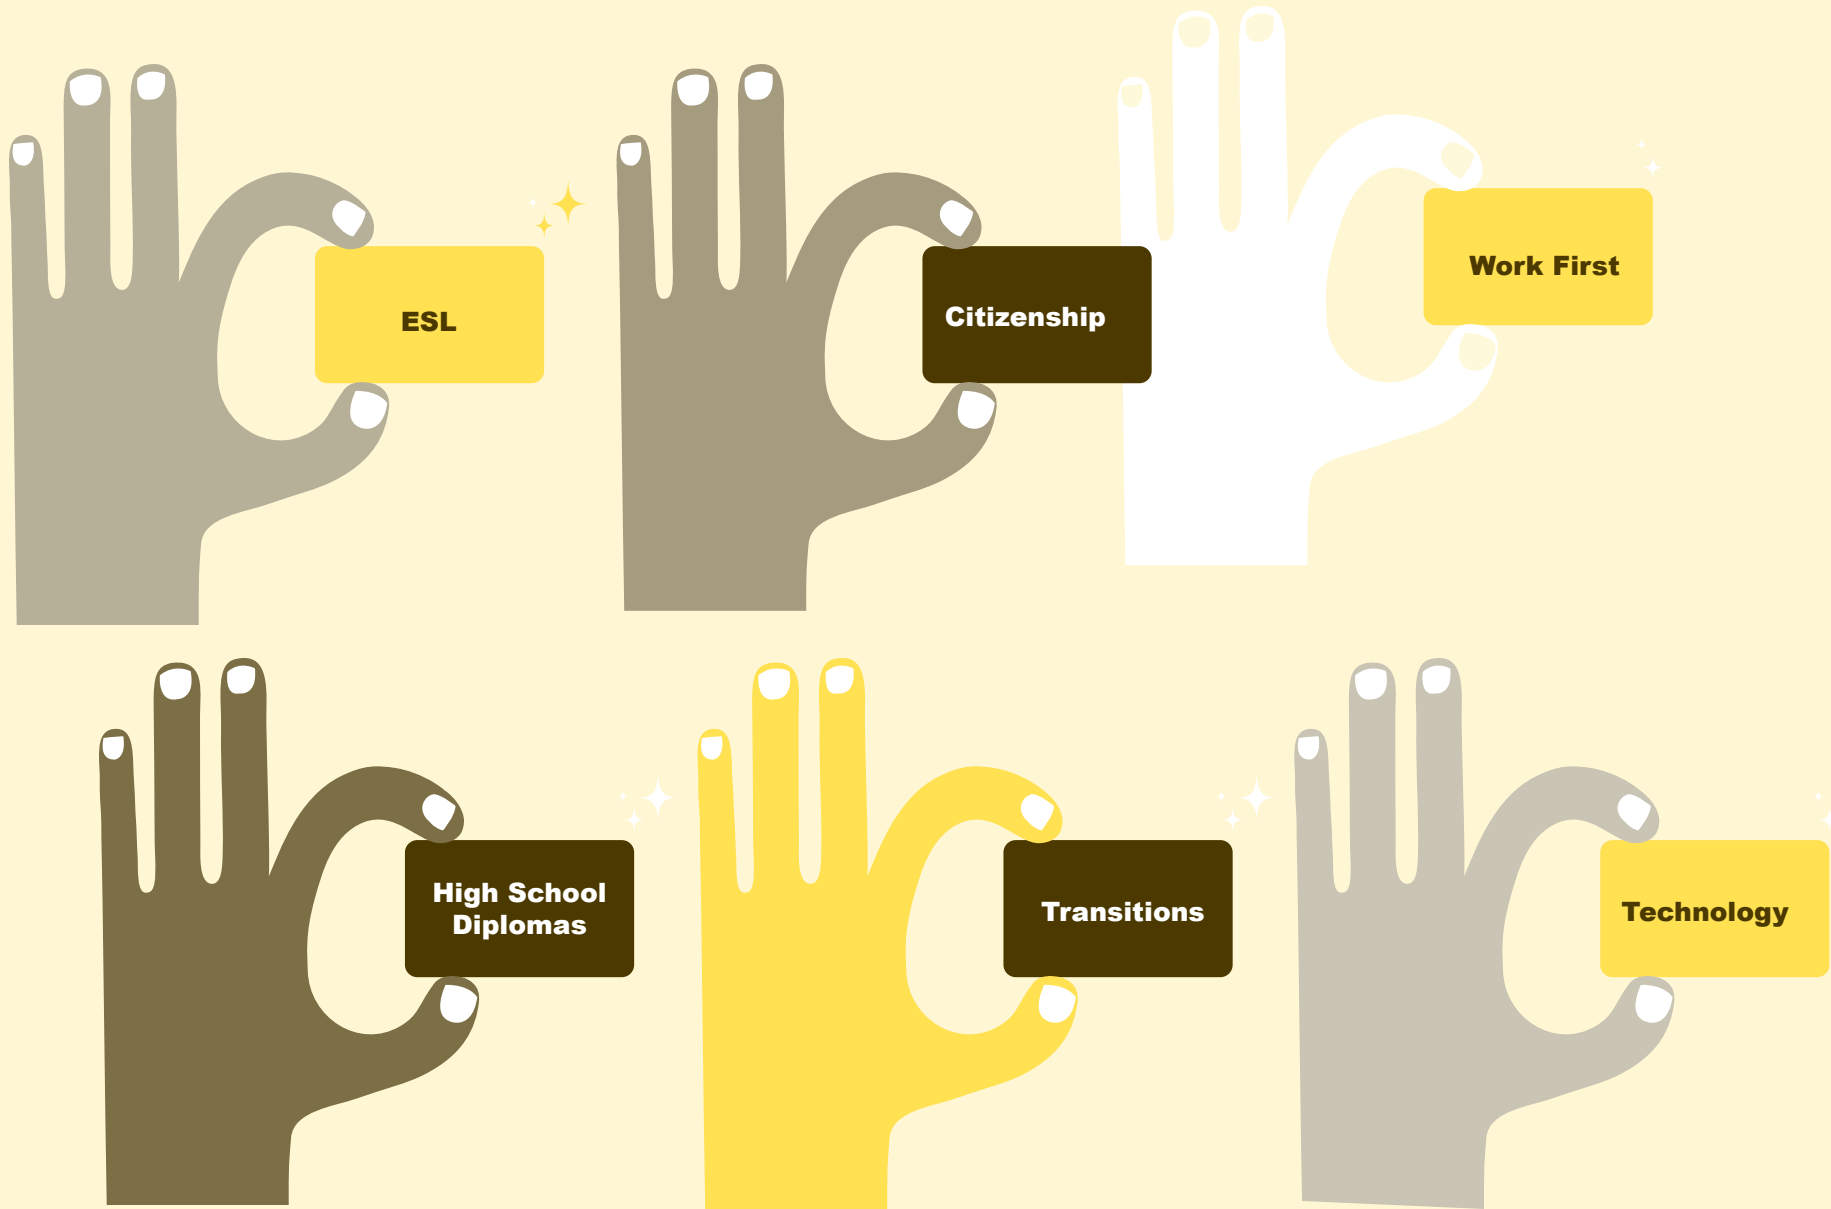 ESL
Citizenship
Work First
High School
Diplomas
Transitions
Technology